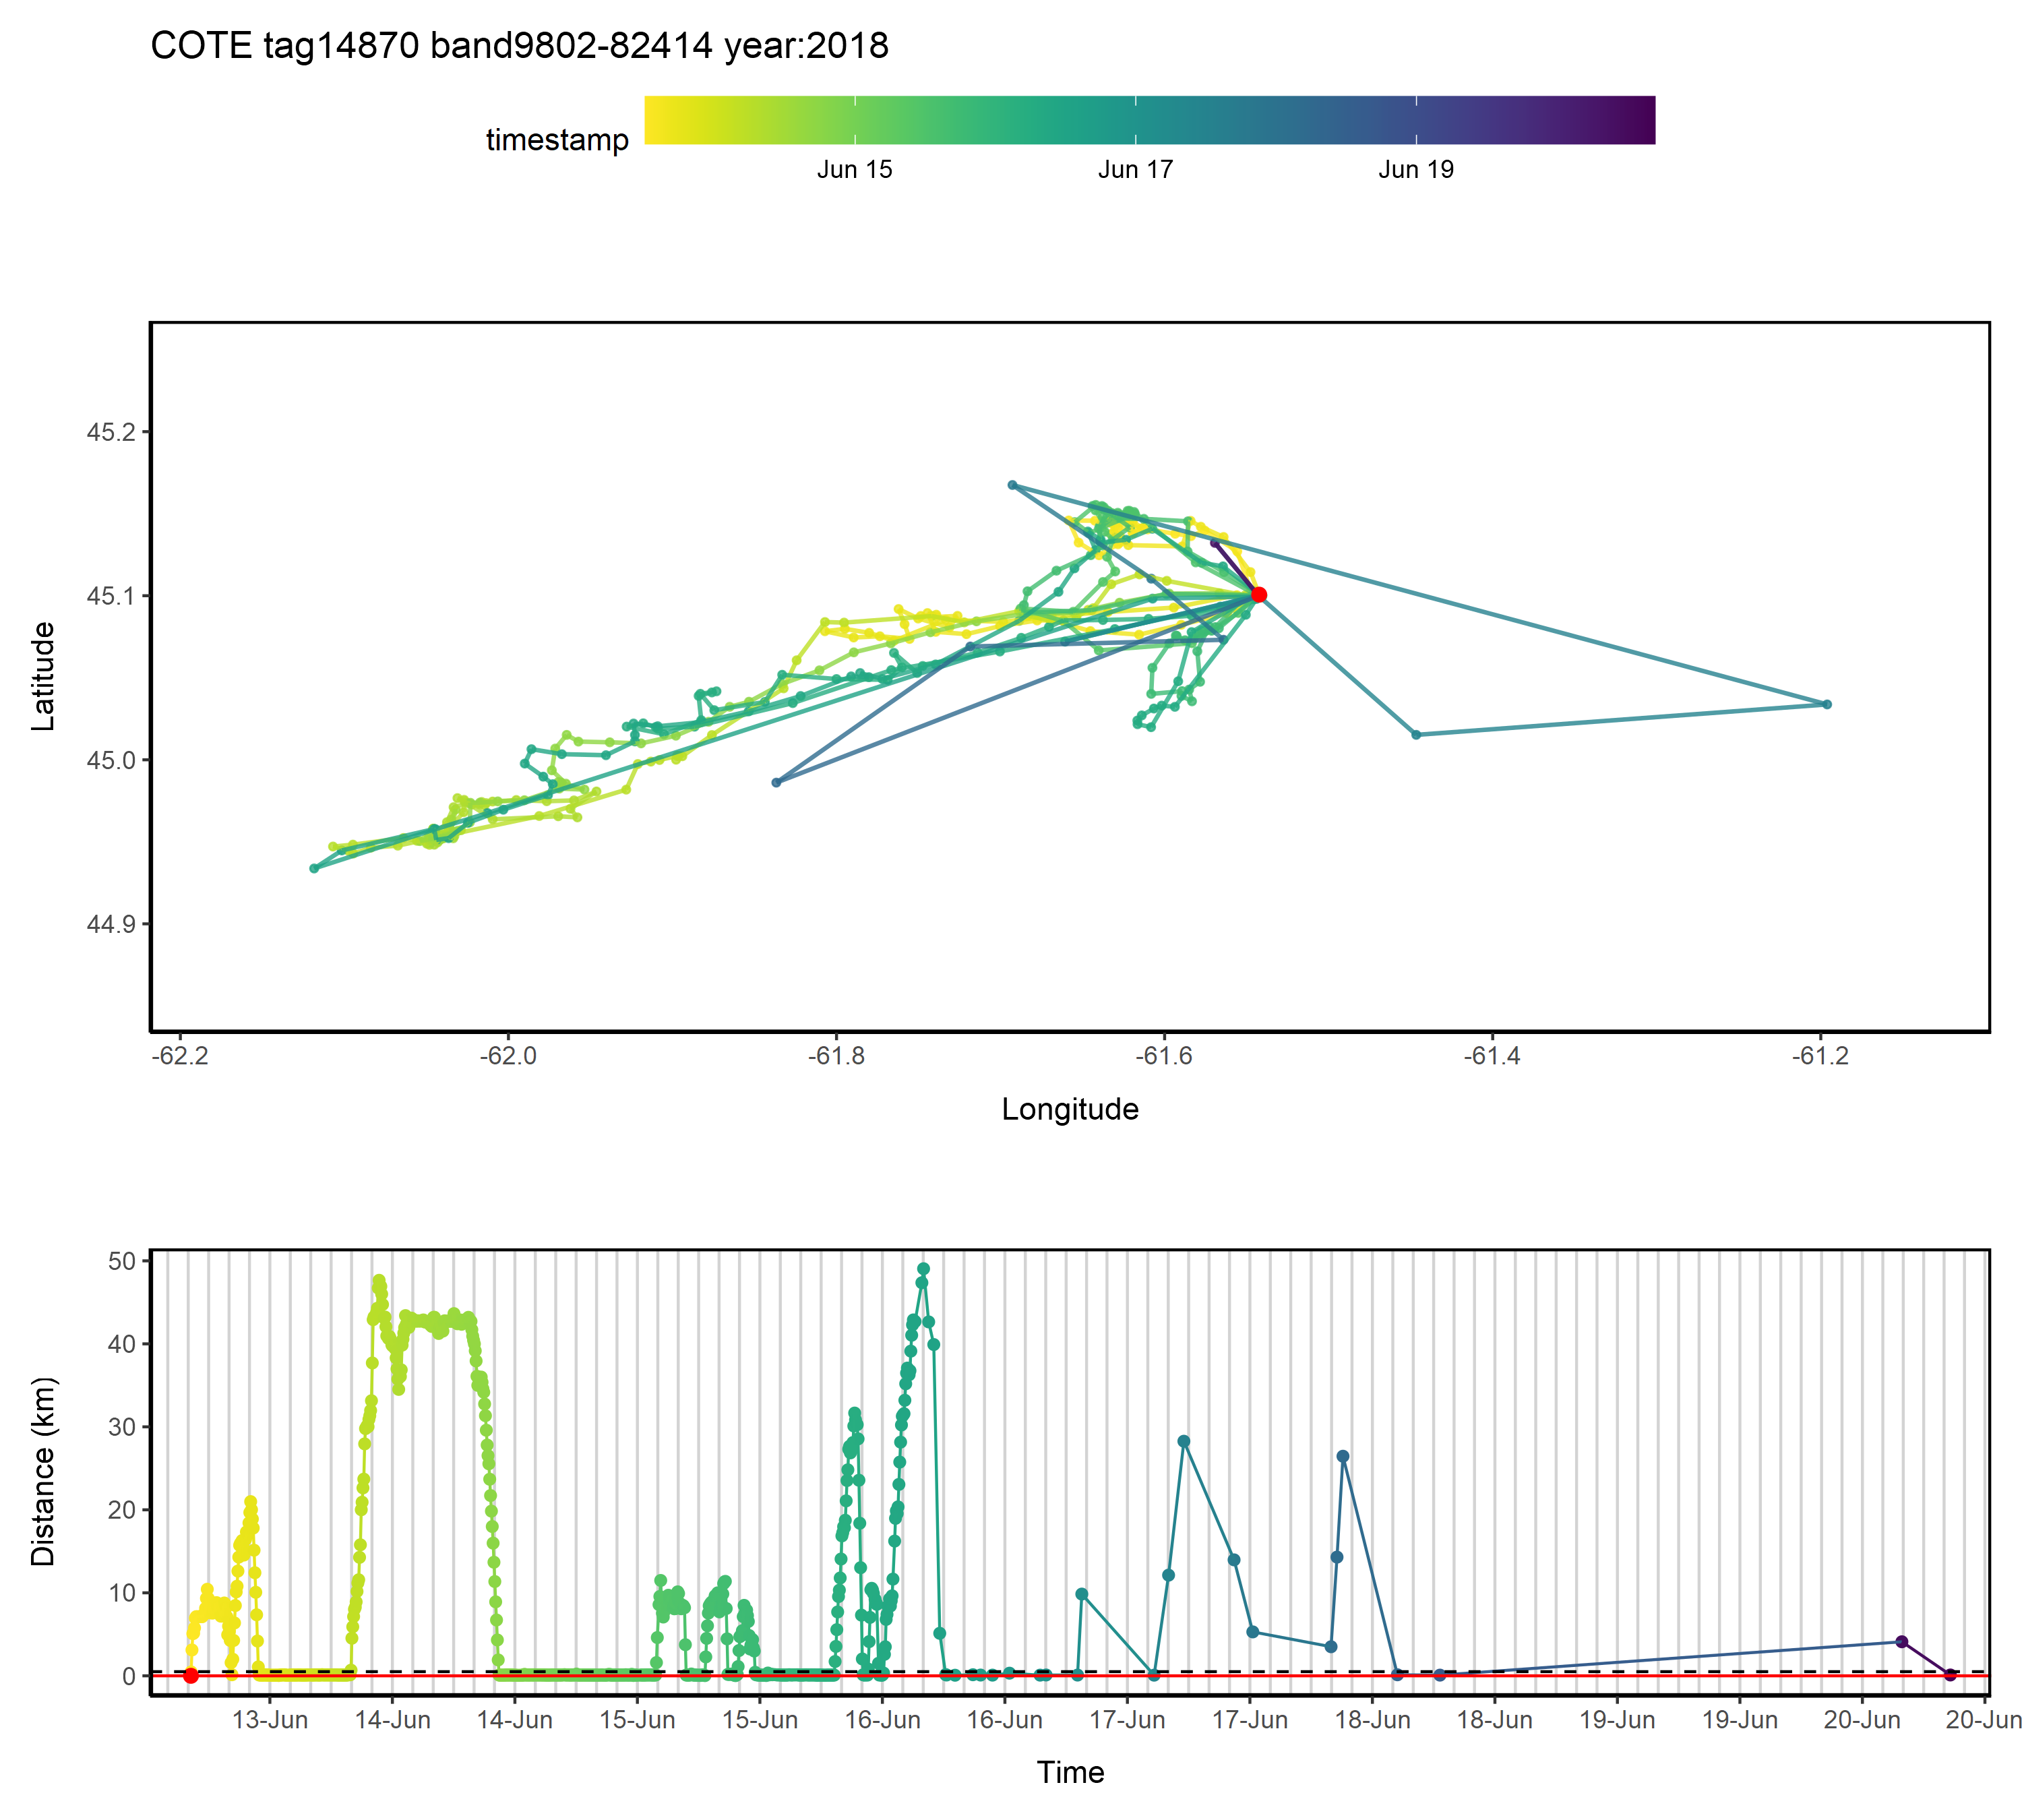 COTE tag14870 band9802-82414 year:2018
timestamp
Jun 15 Jun 17 Jun 19
45.2
45.1
45.0
44.9
Latitude
-62.2 -62.0 -61.8 -61.6 -61.4 -61.2
Longitude
50
40
30
20
10
0
Distance (km)
13-Jun 14-Jun 14-Jun 15-Jun 15-Jun 16-Jun 16-Jun 17-Jun 17-Jun 18-Jun 18-Jun 19-Jun 19-Jun 20-Jun 20-Jun
Time